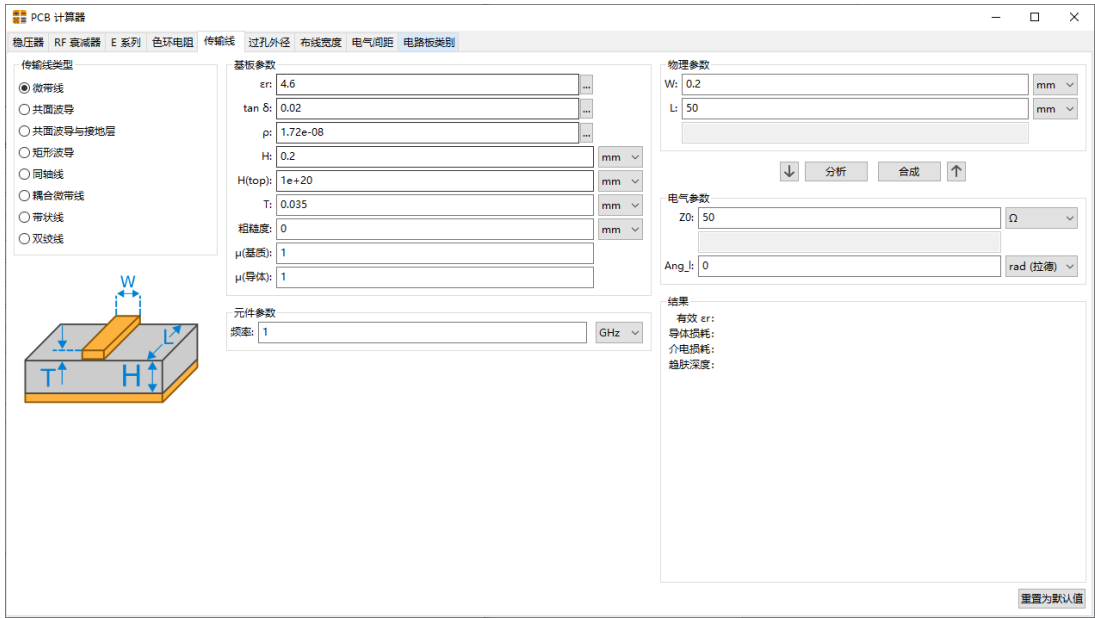 PCB 计算器
稳压器 RF 衰减器 E 系列 色环电阻 传输线 过孔外径 布线宽度 电气间距 电路板类别
传输线类型
微带线
共面波导
共面波导与接地层
矩形波导
同轴线
耦合微带线
带状线
双绞线
W
L
T
H
基板参数
εr: 4.6 ...
tan δ: 0.02 ...
ρ: 1.72e-08 ...
H: 0.2 mm
H(top): 1e+20 mm
T: 0.035 mm
粗糙度: 0 mm
μ(基质): 1
μ(导体): 1
元件参数
频率: 1 GHz
物理参数
W: 0.2 mm
L: 50 mm
分析 合成
电气参数
Z0: 50 Ω
Ang_l: 0 rad (拉德)
结果
有效 εr:
导体损耗:
介电损耗:
趋肤深度:
重置为默认值